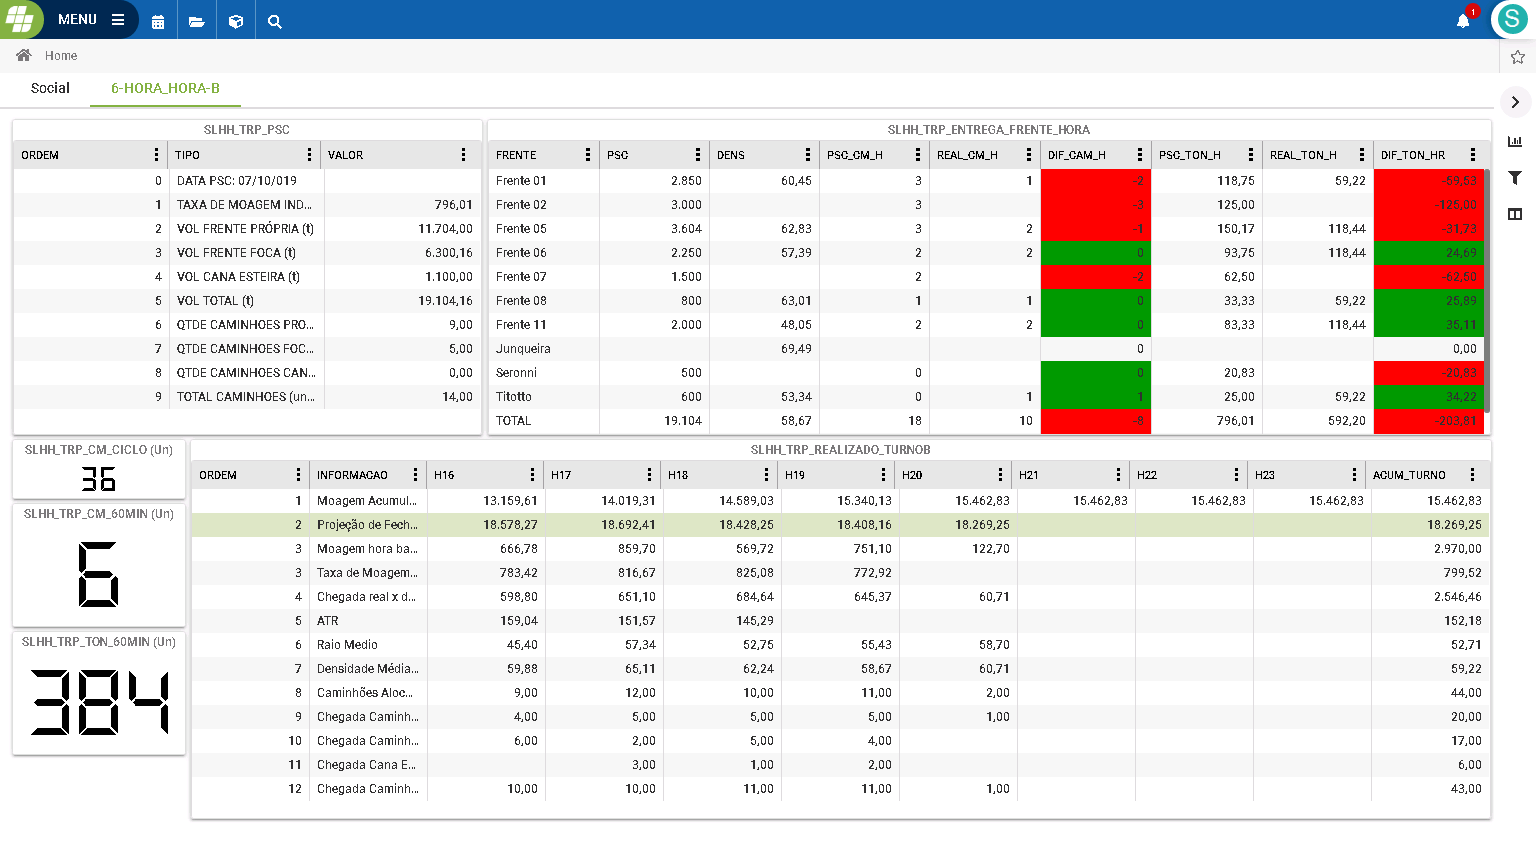 MENU
1
S
Home
Social 6-HORA_HORA-B
SLHH_TRP_PSC
ORDEM TIPO VALOR
0 DATA PSC: 07/10/019
1 TAXA DE MOAGEM IND... 796,01
2 VOL FRENTE PRÓPRIA (t) 11.704,00
3 VOL FRENTE FOCA (t) 6.300,16
4 VOL CANA ESTEIRA (t) 1.100,00
5 VOL TOTAL (t) 19.104,16
6 QTDE CAMINHOES PRO... 9,00
7 QTDE CAMINHOES FOC... 5,00
8 QTDE CAMINHOES CAN... 0,00
9 TOTAL CAMINHOES (un... 14,00
SLHH_TRP_ENTREGA_FRENTE_HORA
FRENTE PSC DENS PSC_CM_H REAL_CM_H DIF_CAM_H PSC_TON_H REAL_TON_H DIF_TON_HR
Frente 01 2.850 60,45 3 1 -2 118,75 59,22 -59,53
Frente 02 3.000 3 -3 125,00 -125,00
Frente 05 3.604 62,83 3 2 -1 150,17 118,44 -31,73
Frente 06 2.250 57,39 2 2 0 93,75 118,44 24,69
Frente 07 1.500 2 -2 62,50 -62,50
Frente 08 800 63,01 1 1 0 33,33 59,22 25,89
Frente 11 2.000 48,05 2 2 0 83,33 118,44 35,11
Junqueira 69,49 0 0,00
Seronni 500 0 0 20,83 -20,83
Titotto 600 53,34 0 1 1 25,00 59,22 34,22
TOTAL 19.104 58,67 18 10 -8 796,01 592,20 -203,81
SLHH_TRP_CM_CICLO (Un)
36
SLHH_TRP_CM_60MIN (Un)
6
SLHH_TRP_TON_60MIN (Un)
384
SLHH_TRP_REALIZADO_TURNOB
ORDEM INFORMACAO H16 H17 H18 H19 H20 H21 H22 H23 ACUM_TURNO
1 Moagem Acumul... 13.159,61 14.019,31 14.589,03 15.340,13 15.462,83 15.462,83 15.462,83 15.462,83 15.462,83
2 Projeção de Fech... 18.578,27 18.692,41 18.428,25 18.408,16 18.269,25 18.269,25
3 Moagem hora ba... 666,78 859,70 569,72 751,10 122,70 2.970,00
3 Taxa de Moagem... 783,42 816,67 825,08 772,92 799,52
4 Chegada real x d... 598,80 651,10 684,64 645,37 60,71 2.546,46
5 ATR 159,04 151,57 145,29 152,18
6 Raio Medio 45,40 57,34 52,75 55,43 58,70 52,71
7 Densidade Média... 59,88 65,11 62,24 58,67 60,71 59,22
8 Caminhões Aloc... 9,00 12,00 10,00 11,00 2,00 44,00
9 Chegada Caminh... 4,00 5,00 5,00 5,00 1,00 20,00
10 Chegada Caminh... 6,00 2,00 5,00 4,00 17,00
11 Chegada Cana E... 3,00 1,00 2,00 6,00
12 Chegada Caminh... 10,00 10,00 11,00 11,00 1,00 43,00